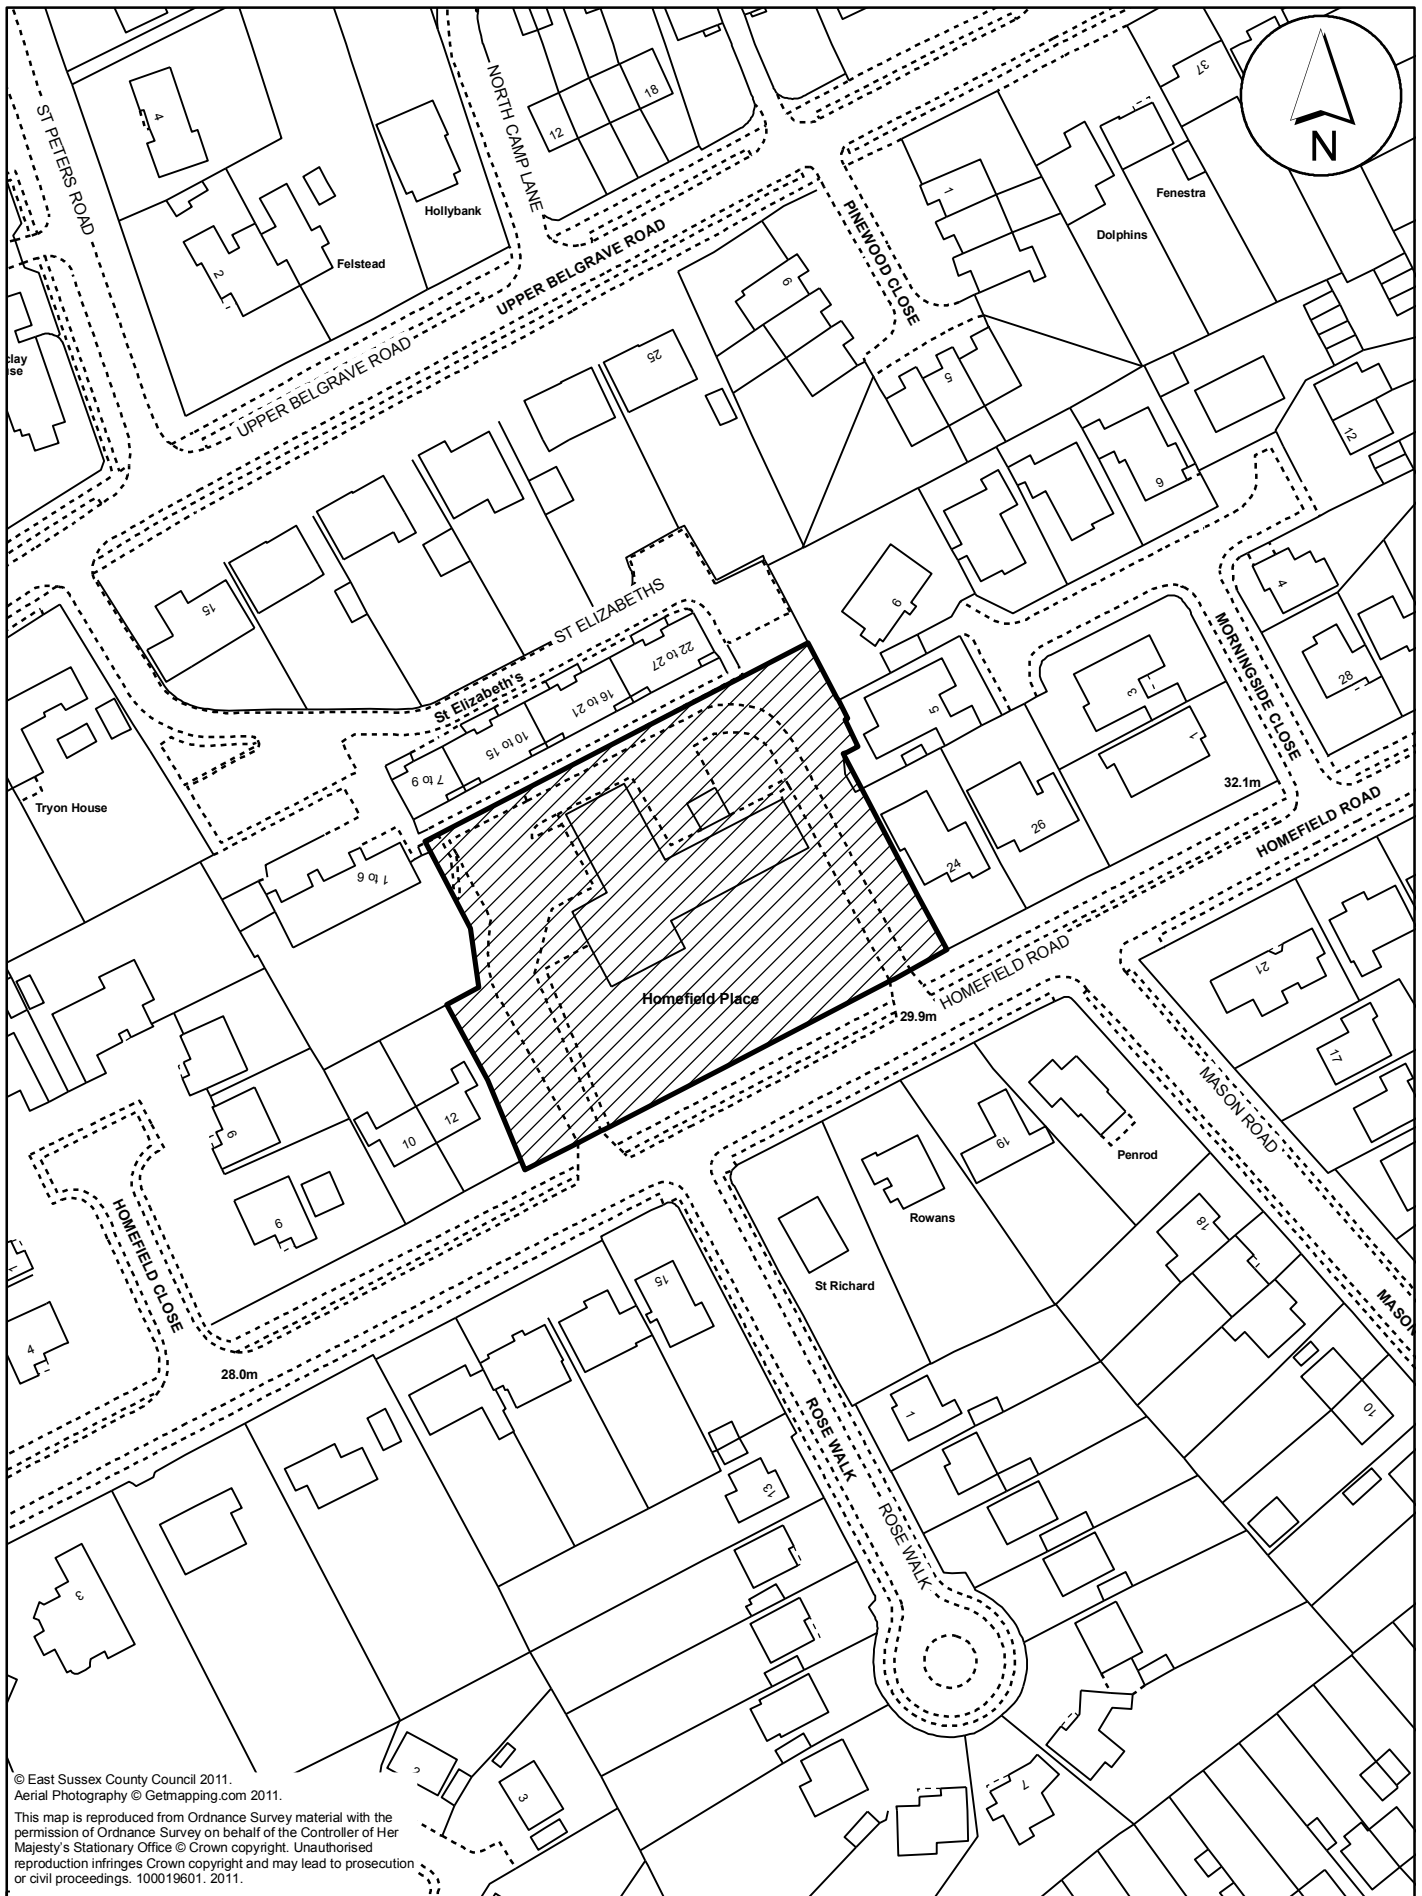 ST PETERS ROAD
4
NORTH CAMP LANE
18
12
37
N
Hollybank
Felstead
2
UPPER BELGRAVE ROAD
UPPER BELGRAVE ROAD
PINEWOOD CLOSE
1
Fenestra
Dolphins
6
25
5
9
12
clay
15
ST ELIZABETHS
St Elizabeth's
22 to 27
16 to 21
10 to 15
7 to 9
1 to 6
Tryon House
5
3
1
4
28
MORNINGSIDE CLOSE
32.1m
HOMEFIELD ROAD
26
24
Homefield Place
29.9m
HOMEFIELD ROAD
21
17
MASON ROAD
10
12
9
HOMEFIELD CLOSE
4
28.0m
19
Penrod
Rowans
St Richard
18
MASON
15
1
10
ROSE WALK
ROSE WALK
13
3
3
7
© East Sussex County Council 2011.
Aerial Photography © Getmapping.com 2011.
This map is reproduced from Ordnance Survey material with the
permission of Ordnance Survey on behalf of the Controller of Her
Majesty's Stationary Office © Crown copyright. Unauthorised
reproduction infringes Crown copyright and may lead to prosecution
or civil proceedings. 100019601. 2011.